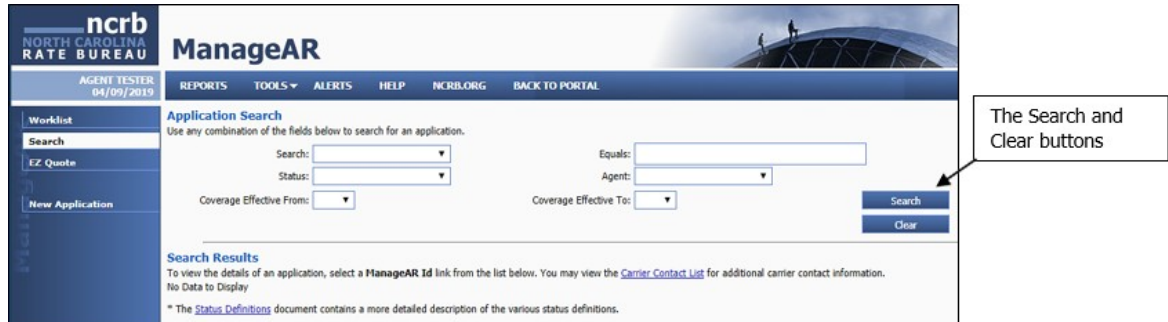 ncrb
NORTH CAROLINA
RATE BUREAU
ManageAR
AGENT TESTER
04/09/2019
REPORTS TOOLS ALERTS HELP NCRB.ORG BACK TO PORTAL
Worklist
Search
EZ Quote
New Application
Application Search
Use any combination of the fields below to search for an application.
Search: Equals:
Status: Agent:
Coverage Effective From: Coverage Effective To: Search
Clear
The Search and
Clear buttons
Search Results
To view the details of an application, select a ManageAR Id link from the list below. You may view the Carrier Contact List for additional carrier contact information.
No Data to Display
* The Status Definitions document contains a more detailed description of the various status definitions.